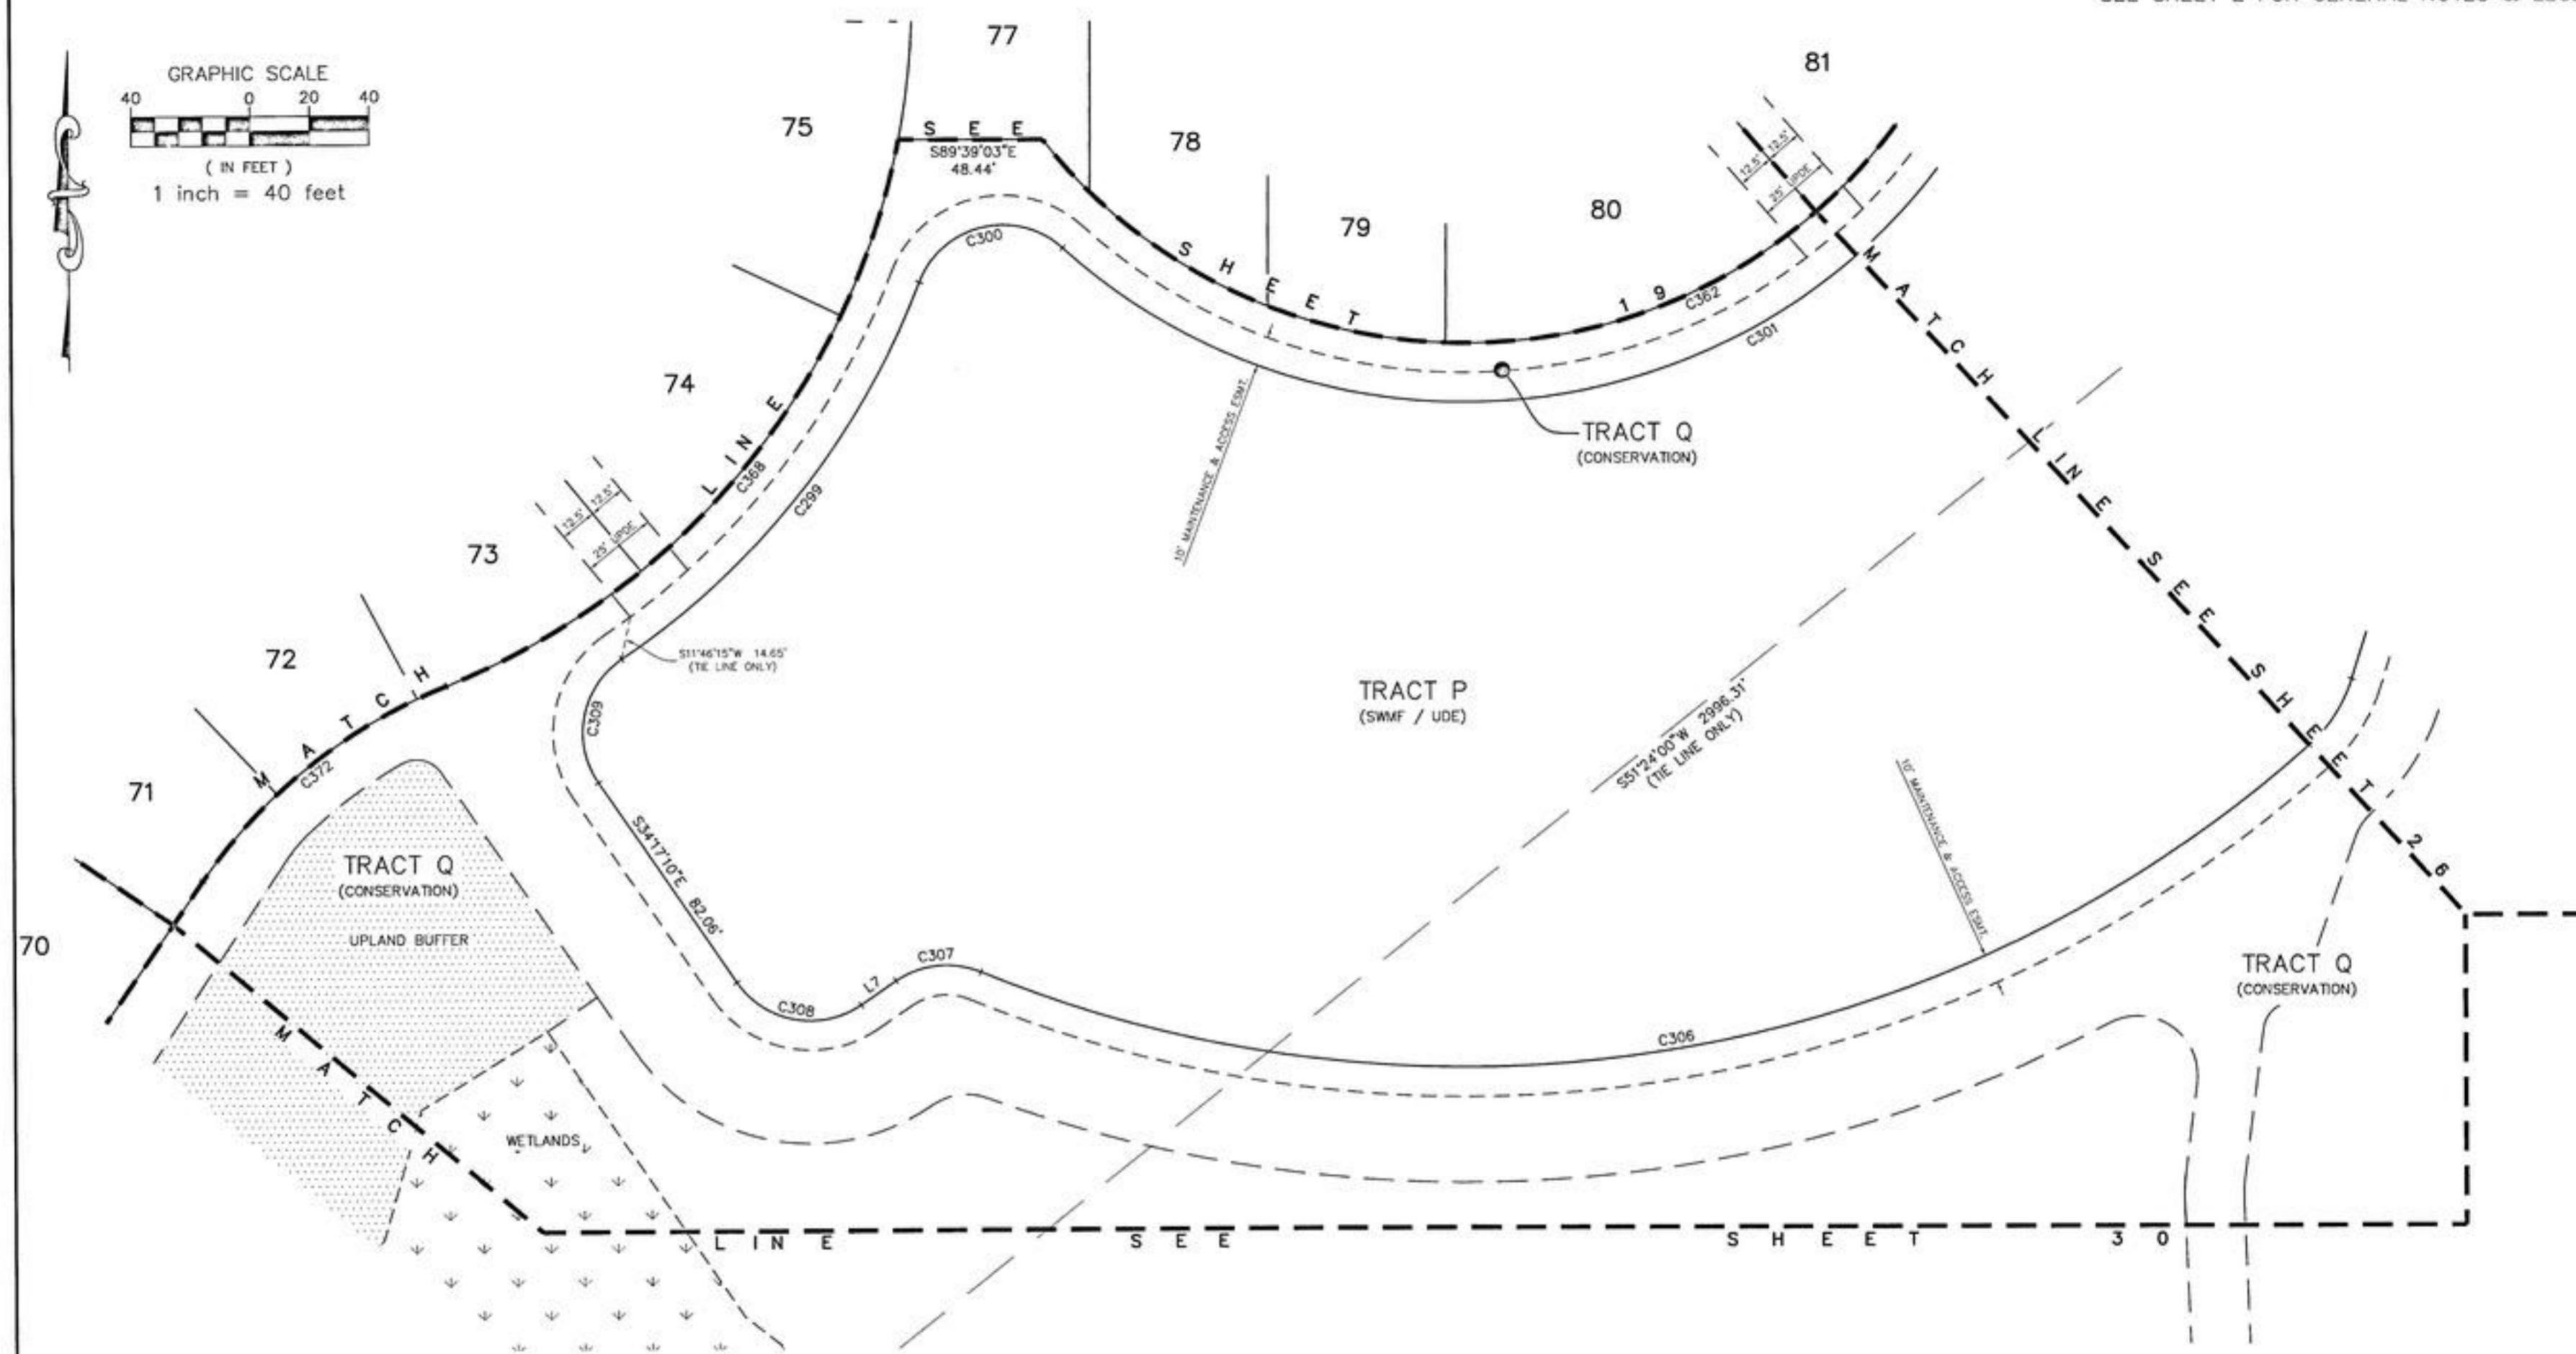 GRAPHIC SCALE
40 0 20 40
( IN FEET )
1 inch = 40 feet
77
81
75
SEE
S89°39'03"E
48.44'
78
12.5' 12.5'
25' UPDE
C300
79
80
SHEET 19
C362
C301
74
LINE
C368
C299
10' MAINTENANCE & ACCESS ESMT.
TRACT Q
(CONSERVATION)
MATCH LINE SEE SHEET 26
73
12.5' 12.5'
25' UPDE
72
MATCH
S11°46'15"W 14.65'
(TIE LINE ONLY)
C309
TRACT P
(SWMF / UDE)
S51°24'00"W 2996.31'
(TIE LINE ONLY)
71
C372
10' MAINTENANCE & ACCESS ESMT.
S34°17'10"E 82.06'
TRACT Q
(CONSERVATION)
UPLAND BUFFER
70
C307
L7
C308
C306
TRACT Q
(CONSERVATION)
MATCH
WETLANDS
LINE SEE SHEET 30